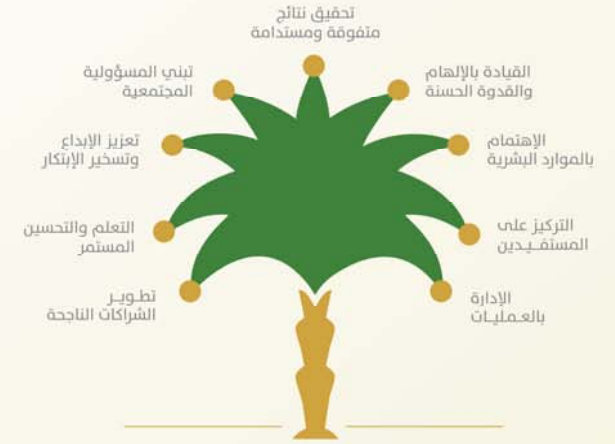 تحقيق نتائج
متفوقة ومستدامة
القيادة بالإلهام
والقدوة الحسنة
الإهتمام
بالموارد البشرية
التركيز على
المستفـيـدين
الإدارة
بالعـمليـات
تبني المسؤولية
المجتمعية
تعزيز الإبداع
وتسخير الإبتكار
التعلم والتحسين
المستمر
تطـويـر
الشراكات الناجحة